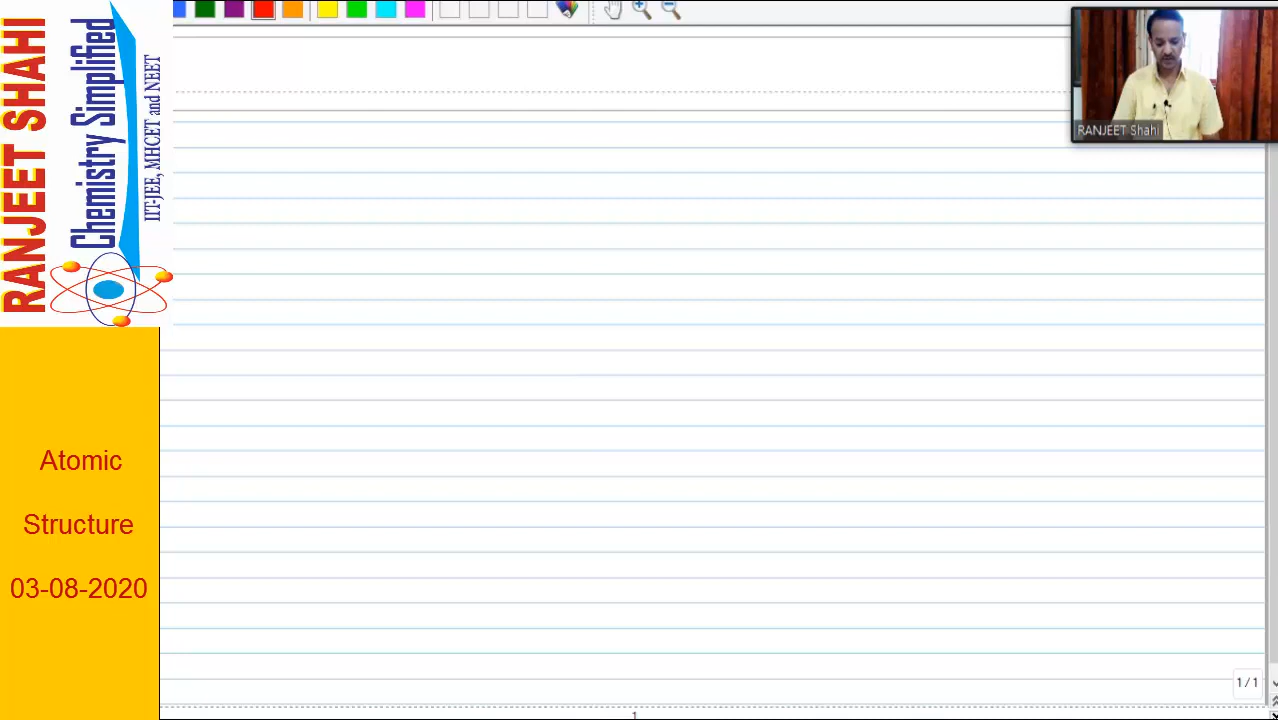 RANJEET SHAHI
Chemistry Simplified
IIT-JEE, MHCET and NEET
RANJEET Shahi
Atomic
Structure
03-08-2020
1/1
1